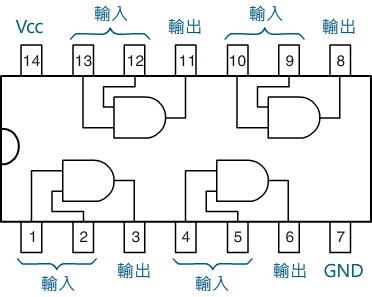 Vcc 輸入 輸出 輸入 輸出
14 13 12 11 10 9 8
1 2 3 4 5 6 7
輸入 輸出 輸入 輸出 GND